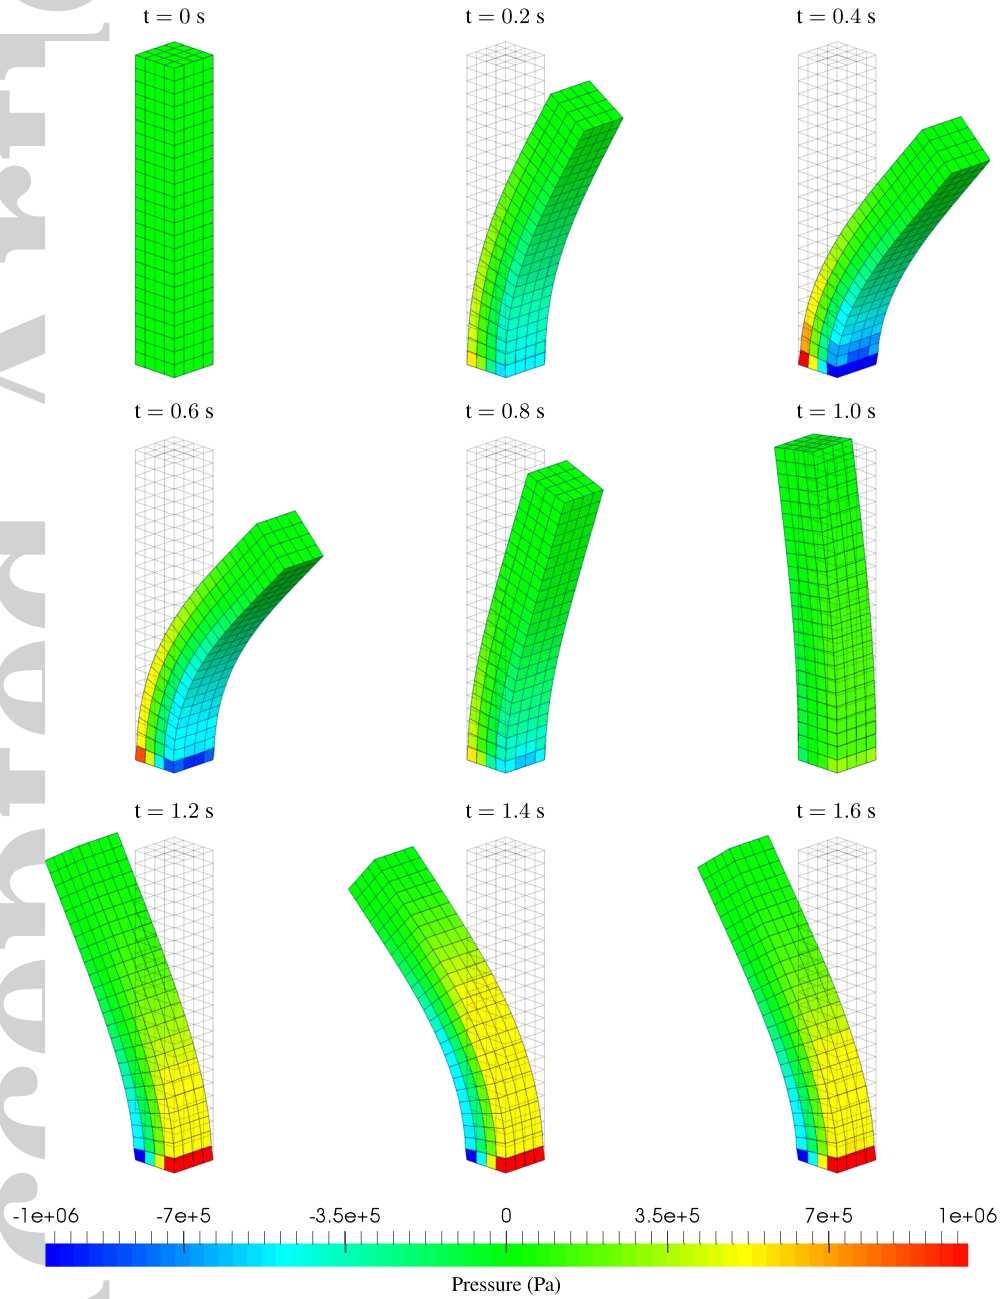 t = 0 s
t = 0.2 s
t = 0.4 s
t = 0.6 s
t = 0.8 s
t = 1.0 s
t = 1.2 s
t = 1.4 s
t = 1.6 s
-1e+06 -7e+5 -3.5e+5 0 3.5e+5 7e+5 1e+06
Pressure (Pa)